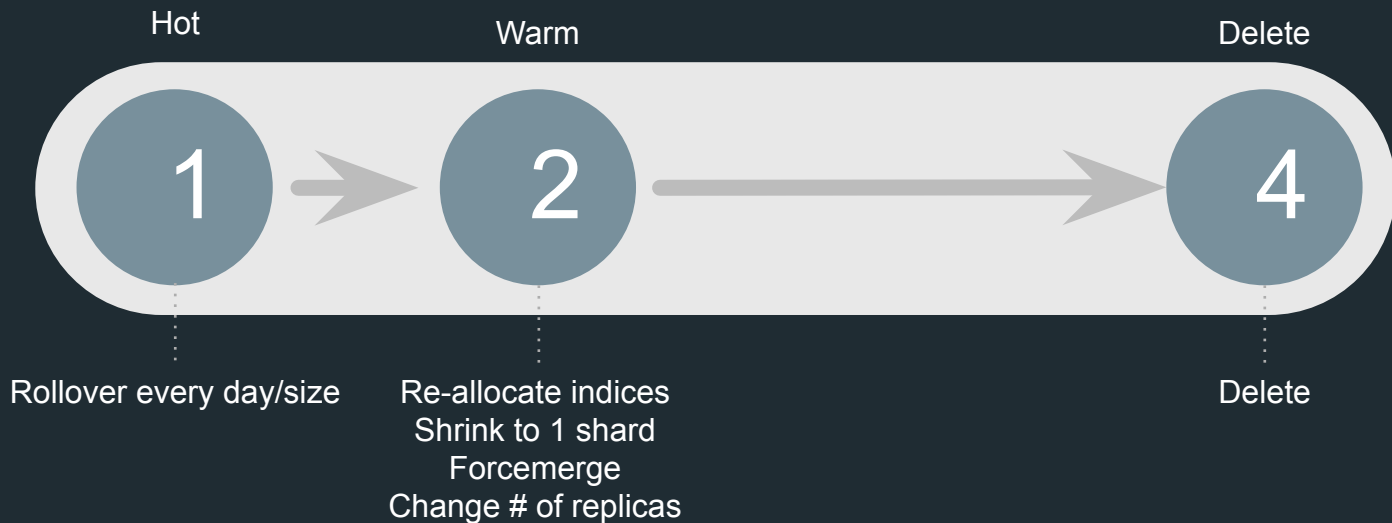 Hot
Warm
Delete
1
2
4
Rollover every day/size
Re-allocate indices
Shrink to 1 shard
Forcemerge
Change # of replicas
Delete